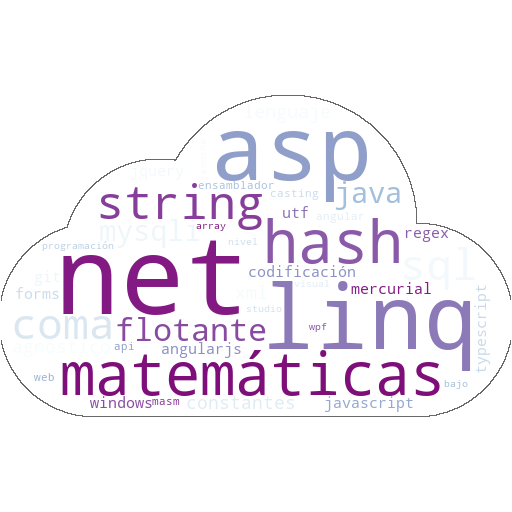 lenguaje
asp
jquery
ensamblador
casting
java
string
utf
angular
array
mysqli
hash
regex
nivel
programación
net
sql
codificación
git
xml
visual
mercurial
forms
linq
typescript
studio
coma
flotante
wpf
api
angularjs
matemáticas
web
bajo
windows
masm
constantes
javascript